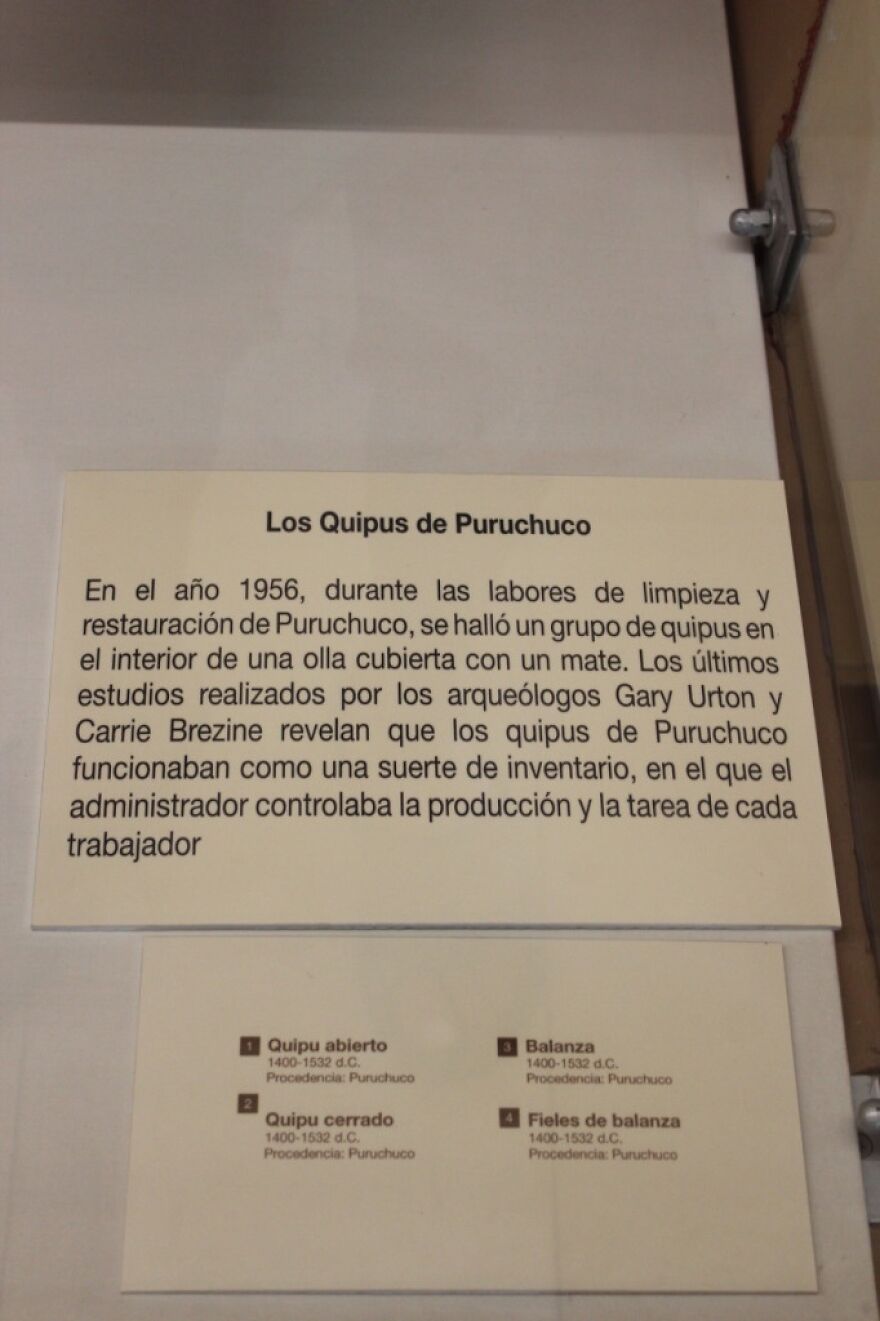 Los Quipus de Puruchuco
En el año 1956, durante las labores de limpieza y
restauración de Puruchuco, se halló un grupo de quipus en
el interior de una olla cubierta con un mate. Los últimos
estudios realizados por los arqueólogos Gary Urton y
Carrie Brezine revelan que los quipus de Puruchuco
funcionaban como una suerte de inventario, en el que el
administrador controlaba la producción y la tarea de cada
trabajador
1 Quipu abierto
1400-1532 d.C.
Procedencia: Puruchuco
2
Quipu cerrado
1400-1532 d.C.
Procedencia: Puruchuco
3 Balanza
1400-1532 d.C.
Procedencia: Puruchuco
4 Fieles de balanza
1400-1532 d.C.
Procedencia: Puruchuco